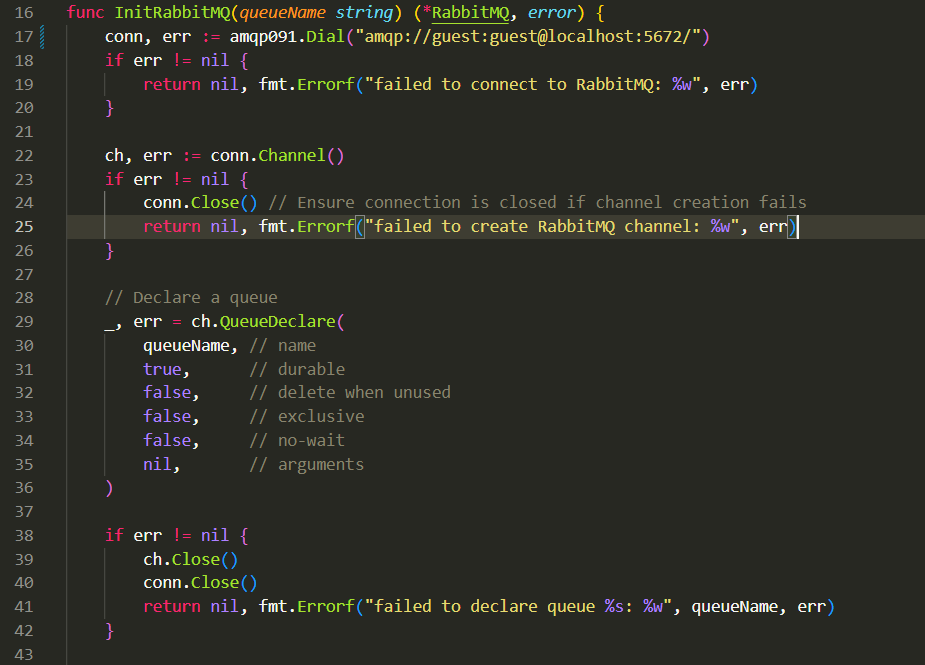 16 func InitRabbitMQ(queueName string) (*RabbitMQ, error) {
17     conn, err := amqp091.Dial("amqp://guest:guest@localhost:5672/")
18     if err != nil {
19         return nil, fmt.Errorf("failed to connect to RabbitMQ: %w", err)
20     }
21
22     ch, err := conn.Channel()
23     if err != nil {
24         conn.Close() // Ensure connection is closed if channel creation fails
25         return nil, fmt.Errorf("failed to create RabbitMQ channel: %w", err)
26     }
27
28     // Declare a queue
29     _, err = ch.QueueDeclare(
30         queueName, // name
31         true,      // durable
32         false,     // delete when unused
33         false,     // exclusive
34         false,     // no-wait
35         nil,       // arguments
36     )
37
38     if err != nil {
39         ch.Close()
40         conn.Close()
41         return nil, fmt.Errorf("failed to declare queue %s: %w", queueName, err)
42     }
43